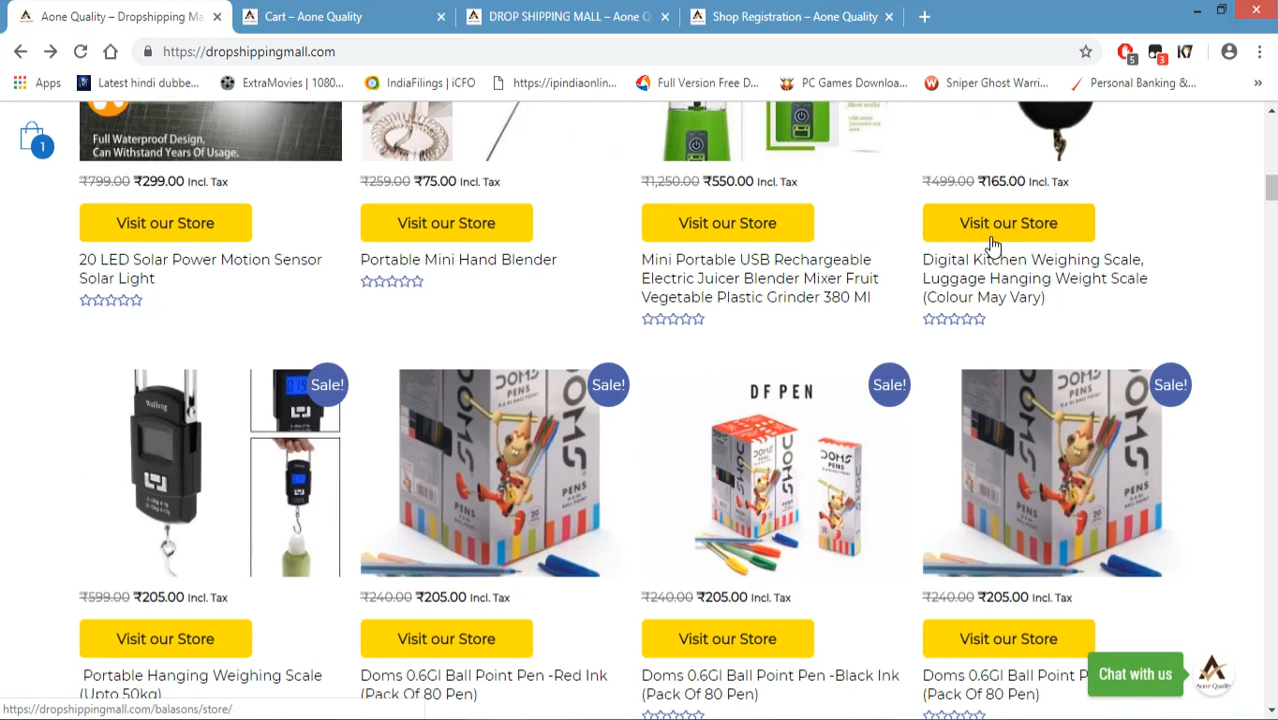 Aone Quality – Dropshipping Ma
Cart – Aone Quality
DROP SHIPPING MALL – Aone Q
Shop Registration – Aone Quality
https://dropshippingmall.com
5
3
K7
Apps
Latest hindi dubbe...
ExtraMovies | 1080...
IndiaFilings | iCFO
https://ipindiaonlin...
Full Version Free D...
PC Games Downloa...
Sniper Ghost Warri...
Personal Banking &...
»
1
Full Waterproof Design,
Can Withstand Years Of Usage.
₹799.00 ₹299.00 Incl. Tax
₹259.00 ₹75.00 Incl. Tax
₹1,250.00 ₹550.00 Incl. Tax
₹499.00 ₹165.00 Incl. Tax
Visit our Store
Visit our Store
Visit our Store
Visit our Store
20 LED Solar Power Motion Sensor
Solar Light
Portable Mini Hand Blender
Mini Portable USB Rechargeable
Electric Juicer Blender Mixer Fruit
Vegetable Plastic Grinder 380 Ml
Digital Kitchen Weighing Scale,
Luggage Hanging Weight Scale
(Colour May Vary)
Sale!
Sale!
Sale!
Sale!
DOMS
PENS
DF PEN
DOMS
PENS
DOMS
PENS
DOMS
PENS
₹599.00 ₹205.00 Incl. Tax
₹240.00 ₹205.00 Incl. Tax
₹240.00 ₹205.00 Incl. Tax
₹240.00 ₹205.00 Incl. Tax
Visit our Store
Visit our Store
Visit our Store
Visit our Store
Portable Hanging Weighing Scale
(Upto 50kg)
Doms 0.6Gl Ball Point Pen -Red Ink
(Pack Of 80 Pen)
Doms 0.6Gl Ball Point Pen -Black Ink
(Pack Of 80 Pen)
Doms 0.6Gl Ball Point P
(Pack Of 80 Pen)
Chat with us
Aone Quality
https://dropshippingmall.com/balasons/store/